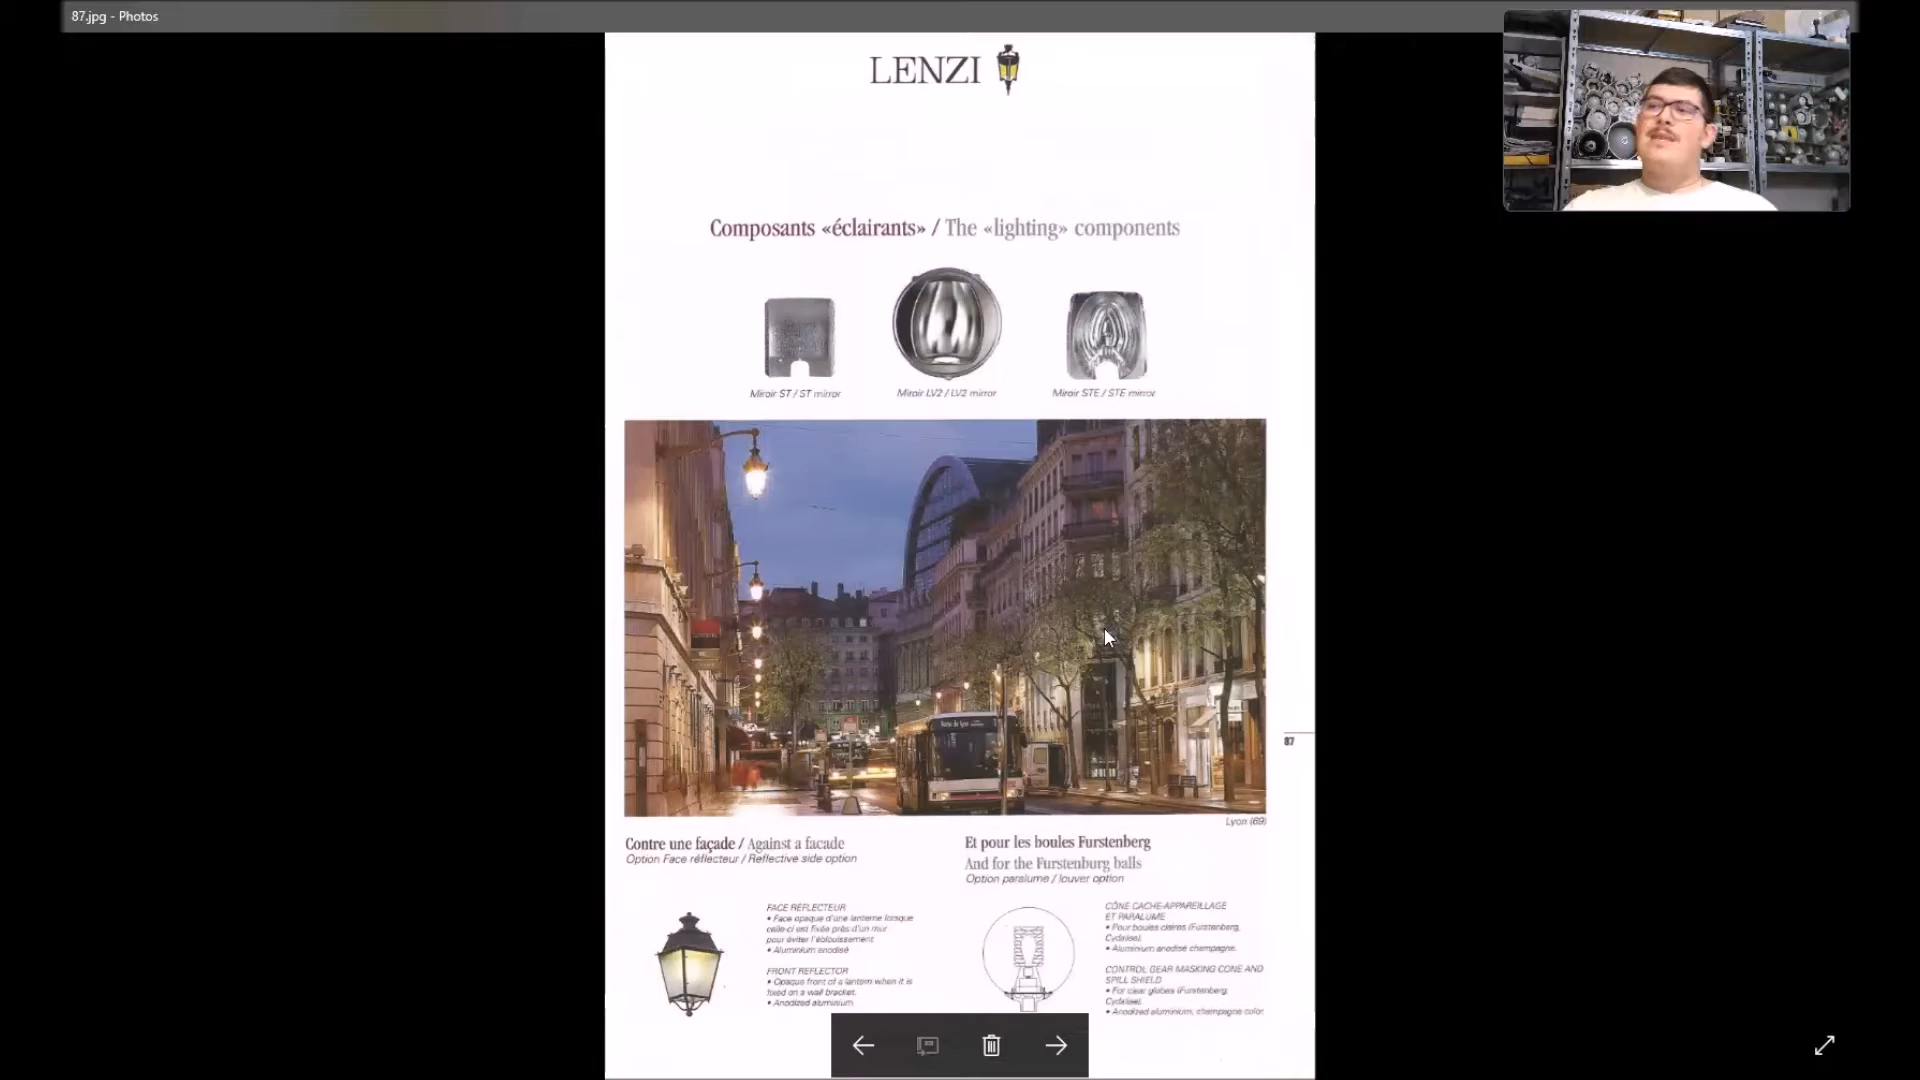 87.jpg - Photos
LENZI
Composants «éclairants» / The «lighting» components
Miroir ST / ST mirror
Miroir LV2 / LV2 mirror
Miroir STE / STE mirror
87
Lyon (69)
Contre une façade / Against a facade
Option Face réflecteur / Reflective side option
FACE RÉFLECTEUR
• Face opaque d'une lanterne lorsque
celle-ci est fixée près d'un mur
pour éviter l'éblouissement
• Aluminium anodisé
FRONT REFLECTOR
• Opaque front of a lantern when it is
fixed on a wall bracket.
• Anodized aluminium
Et pour les boules Furstenberg
And for the Furstenburg balls
Option paralume / louver option
CÔNE CACHE-APPAREILLAGE
ET PARALUME
• Pour boules claires (Furstenberg,
Cydalise).
• Aluminium anodisé champagne.
CONTROL GEAR MASKING CONE AND
SPILL SHIELD
• For clear globes (Furstenberg,
Cydalise).
• Anodized aluminium, champagne color.